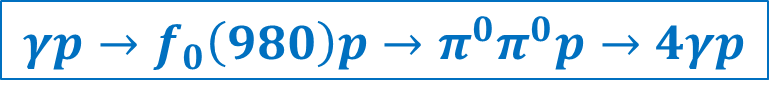 γp → f₀(980)p → π⁰π⁰p → 4γp